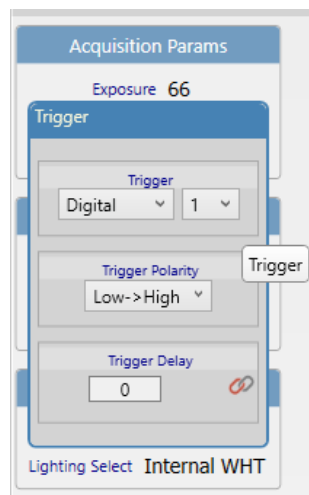 Acquisition Params
Exposure 66
Trigger
Trigger
Digital 1
Trigger
Trigger Polarity
Low->High
Trigger Delay
0
Lighting Select Internal WHT